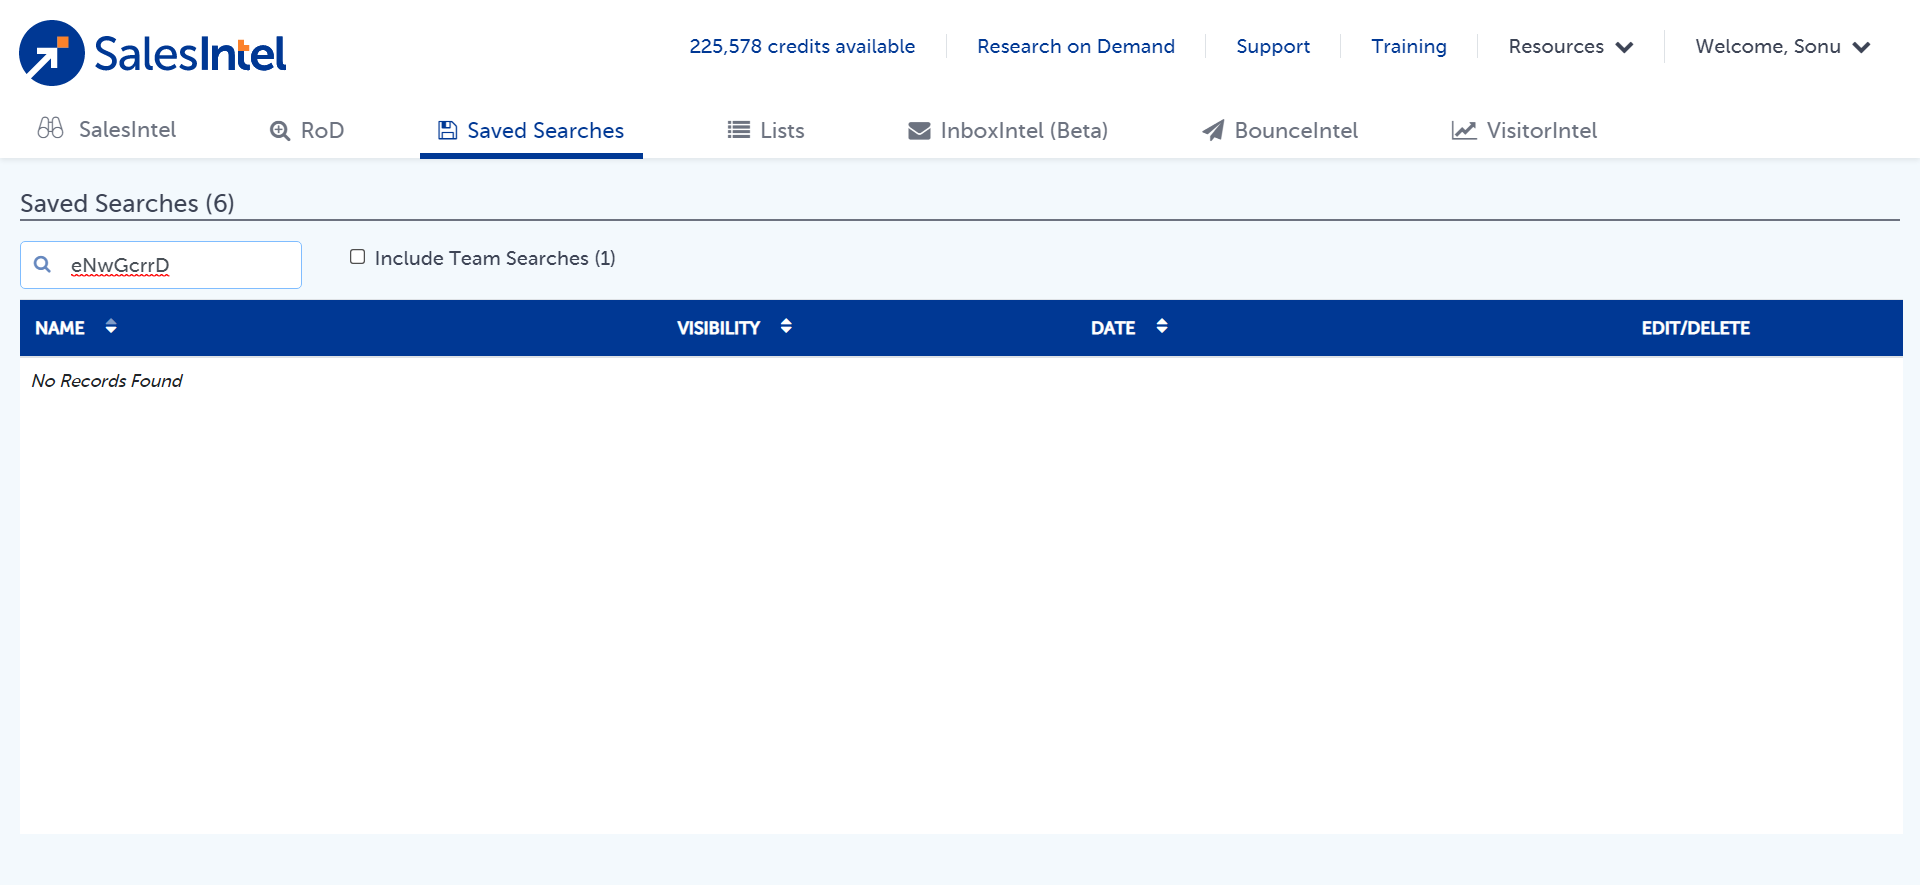 SalesIntel
225,578 credits available
Research on Demand
Support
Training
Resources
Welcome, Sonu
SalesIntel
RoD
Saved Searches
Lists
InboxIntel (Beta)
BounceIntel
VisitorIntel
Saved Searches (6)
eNwGcrrD
Include Team Searches (1)
NAME
VISIBILITY
DATE
EDIT/DELETE
No Records Found